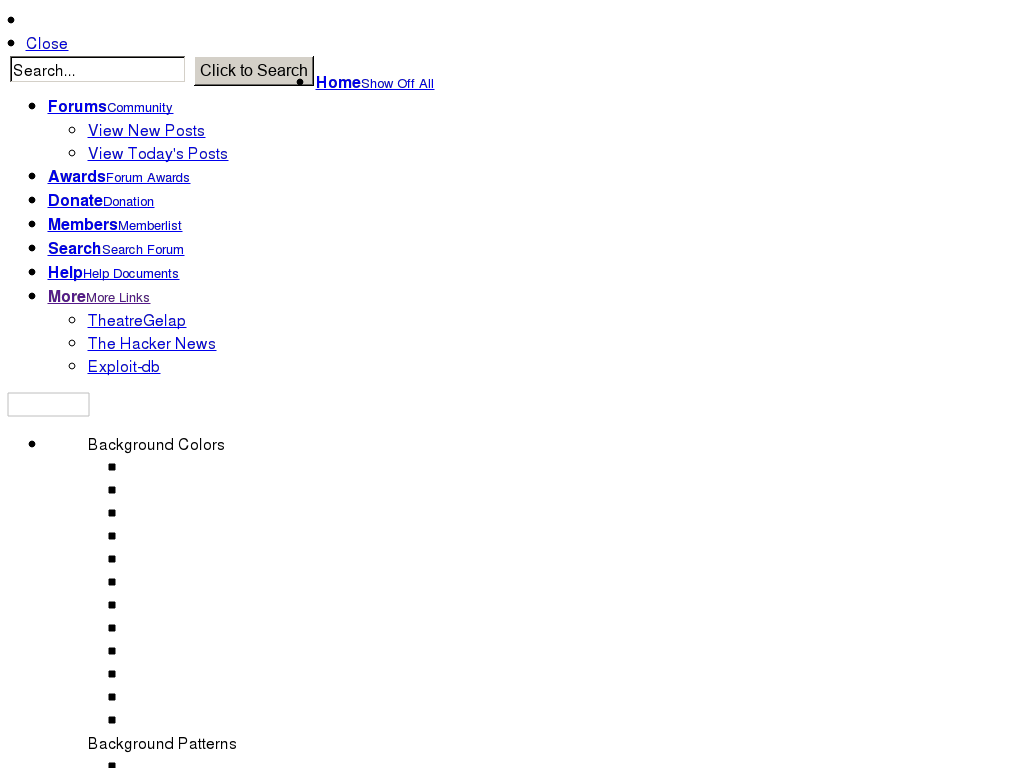 Close
Search... Click to Search HomeShow Off All
ForumsCommunity
View New Posts
View Today's Posts
AwardsForum Awards
DonateDonation
MembersMemberlist
SearchSearch Forum
HelpHelp Documents
MoreMore Links
TheatreGelap
The Hacker News
Exploit-db
Background Colors
Background Patterns